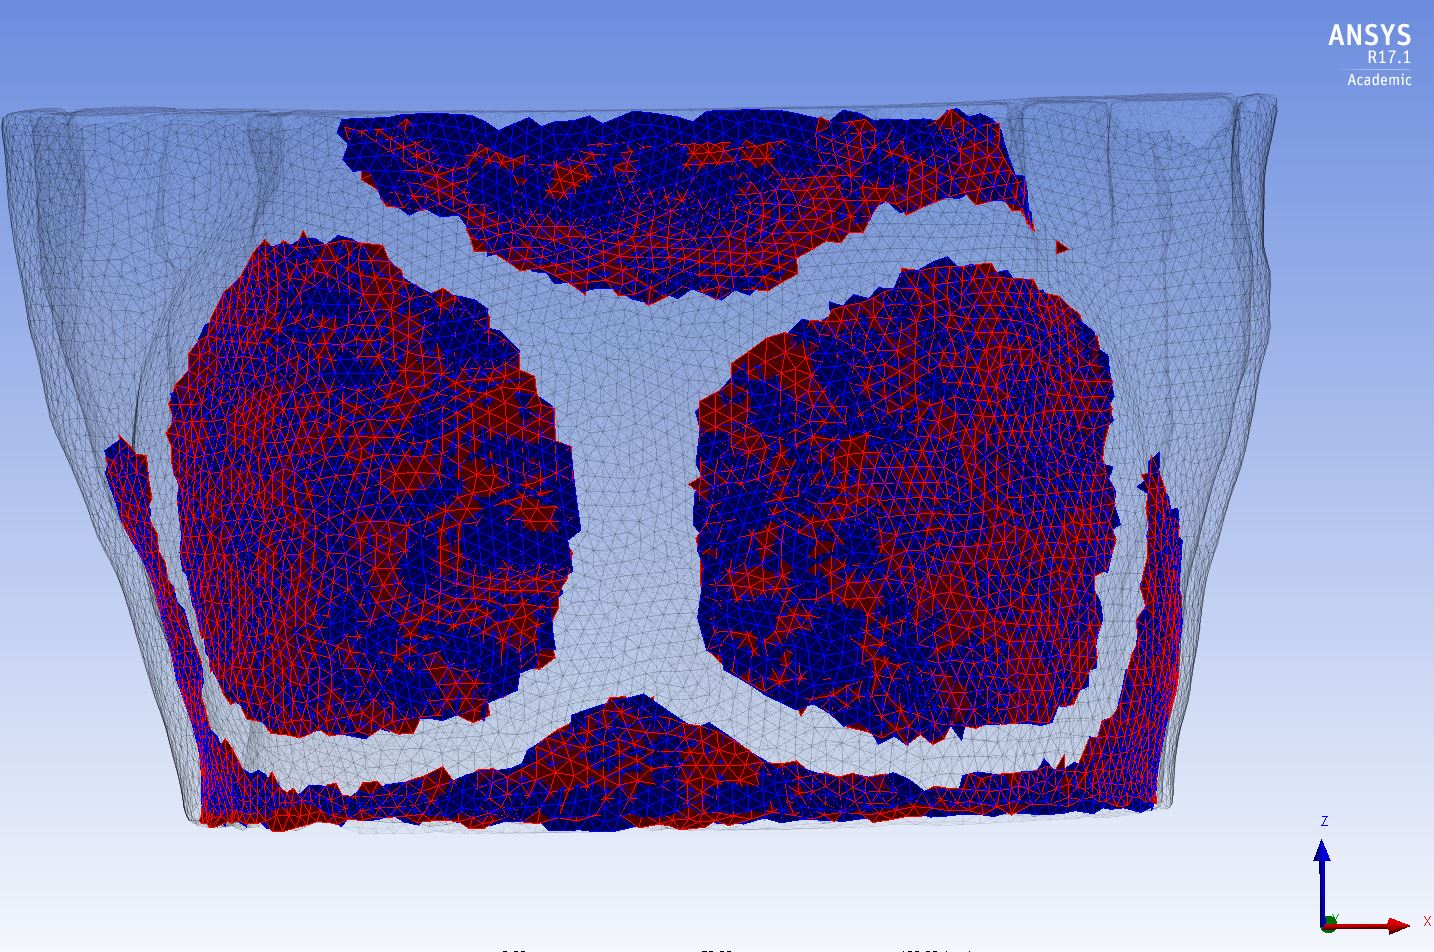 ANSYS
R17.1
Academic
Z
Y
X